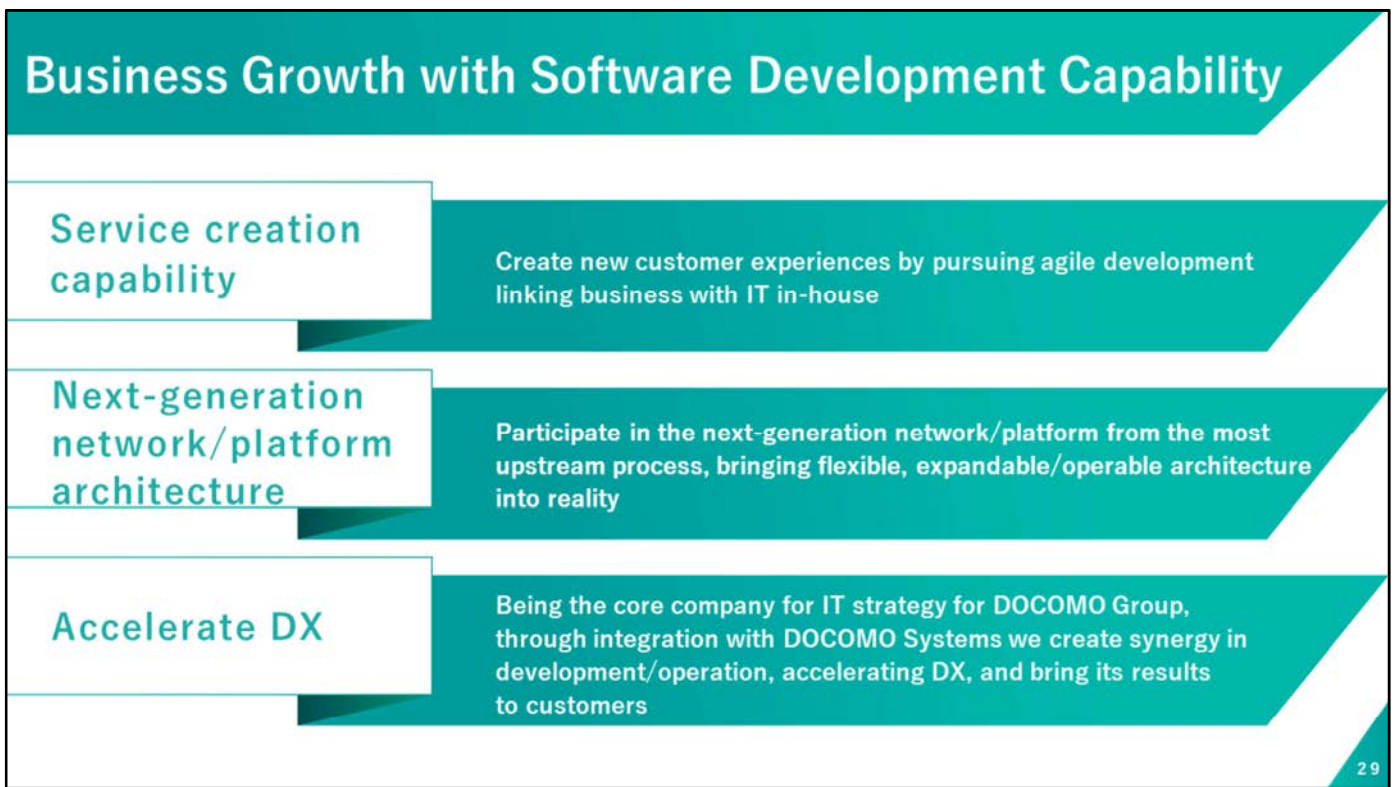 Business Growth with Software Development Capability
Service creation
capability
Create new customer experiences by pursuing agile development
linking business with IT in-house
Next-generation
network/platform
architecture
Participate in the next-generation network/platform from the most
upstream process, bringing flexible, expandable/operable architecture
into reality
Accelerate DX
Being the core company for IT strategy for DOCOMO Group,
through integration with DOCOMO Systems we create synergy in
development/operation, accelerating DX, and bring its results
to customers
29